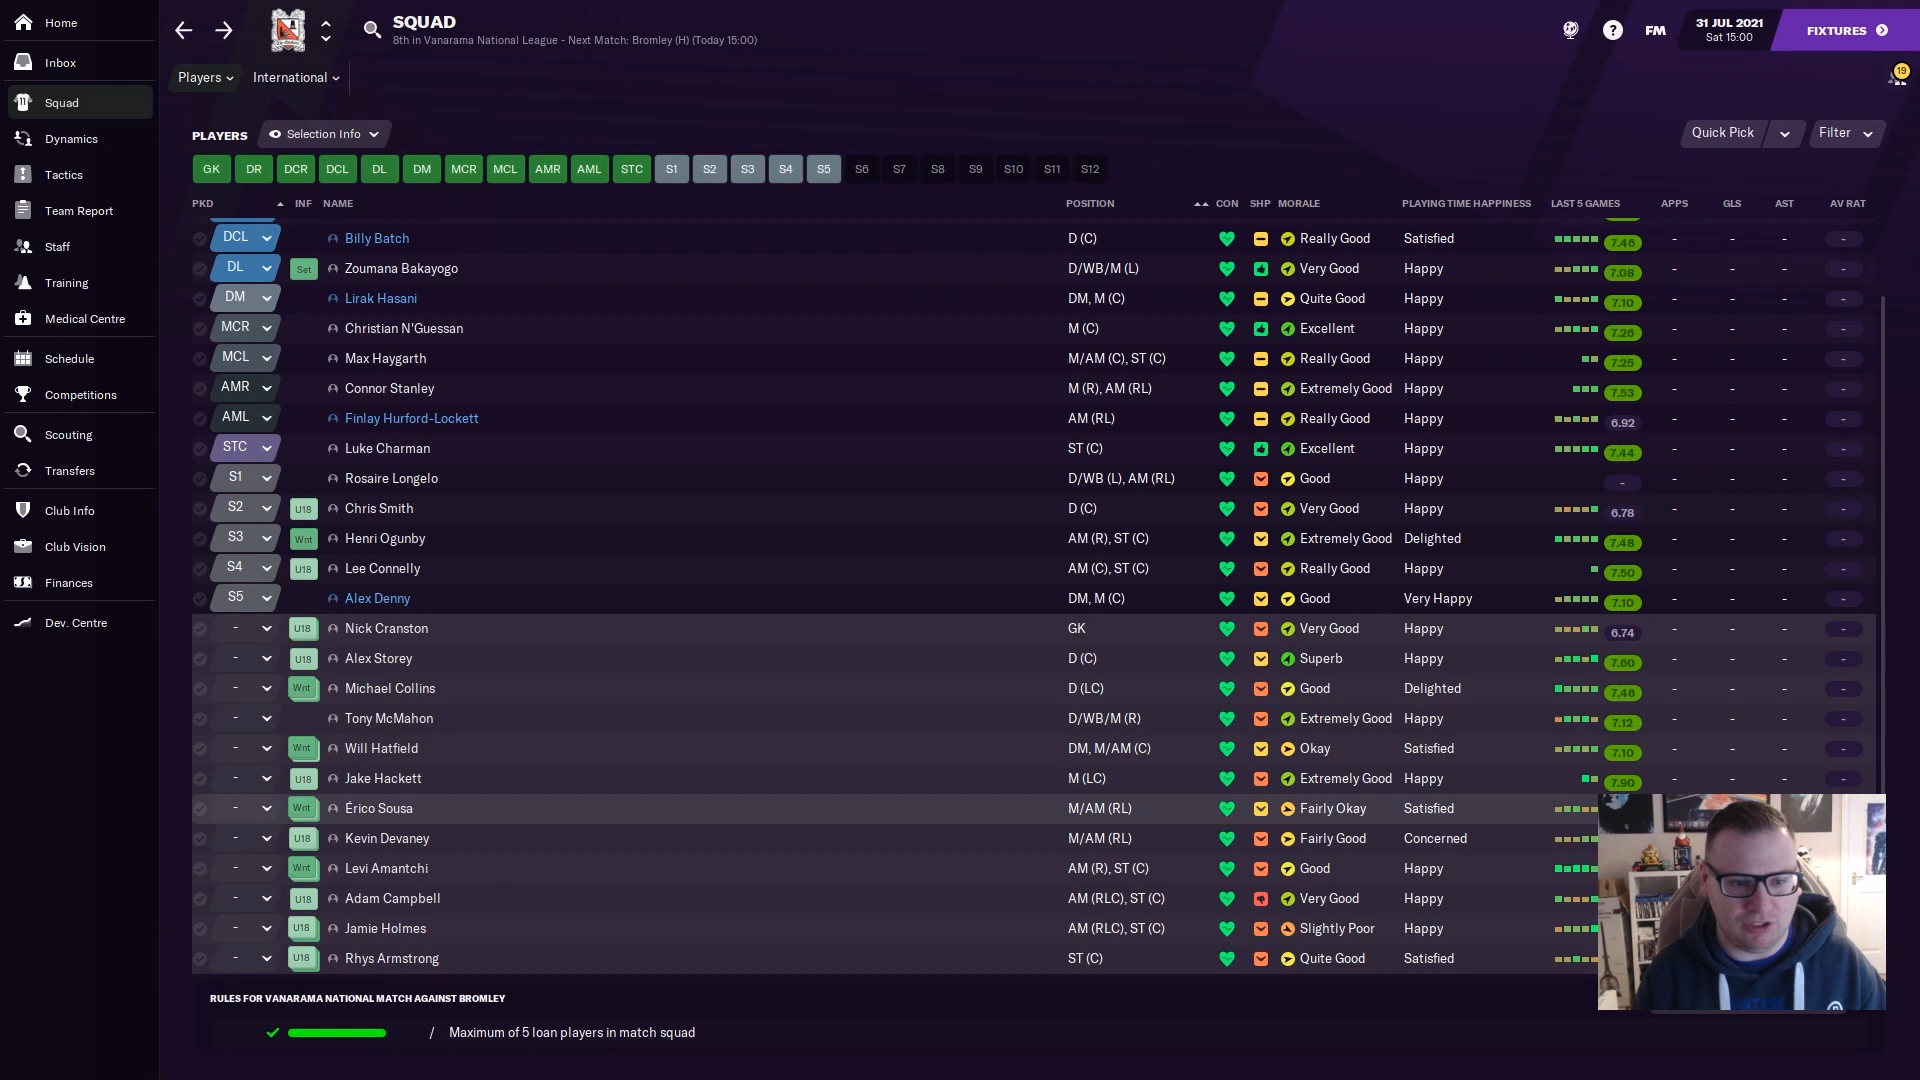 Home
Inbox
Squad
Dynamics
Tactics
Team Report
Staff
Training
Medical Centre
Schedule
Competitions
Scouting
Transfers
Club Info
Club Vision
Finances
Dev. Centre
SQUAD
8th in Vanarama National League - Next Match: Bromley (H) (Today 15:00)
FM
31 JUL 2021
Sat 15:00
FIXTURES
19
Players International
PLAYERS Selection Info Quick Pick Filter
GK DR DCR DCL DL DM MCR MCL AMR AML STC S1 S2 S3 S4 S5 S6 S7 S8 S9 S10 S11 S12
PKD INF NAME POSITION CON SHP MORALE PLAYING TIME HAPPINESS LAST 5 GAMES APPS GLS AST AV RAT
DCL Billy Batch D (C) Really Good Satisfied 7.46 - - - -
DL Set Zoumana Bakayogo D/WB/M (L) Very Good Happy 7.08 - - - -
DM Lirak Hasani DM, M (C) Quite Good Happy 7.10 - - - -
MCR Christian N'Guessan M (C) Excellent Happy 7.26 - - - -
MCL Max Haygarth M/AM (C), ST (C) Really Good Happy 7.25 - - - -
AMR Connor Stanley M (R), AM (RL) Extremely Good Happy 7.53 - - - -
AML Finlay Hurford-Lockett AM (RL) Really Good Happy 6.92 - - - -
STC Luke Charman ST (C) Excellent Happy 7.44 - - - -
S1 Rosaire Longelo D/WB (L), AM (RL) Good Happy - - - - -
S2 U18 Chris Smith D (C) Very Good Happy 6.78 - - - -
S3 Wnt Henri Ogunby AM (R), ST (C) Extremely Good Delighted 7.48 - - - -
S4 U18 Lee Connelly AM (C), ST (C) Really Good Happy 7.50 - - - -
S5 Alex Denny DM, M (C) Good Very Happy 7.10 - - - -
- U18 Nick Cranston GK Very Good Happy 6.74 - - - -
- U18 Alex Storey D (C) Superb Happy 7.60 - - - -
- Wnt Michael Collins D (LC) Good Delighted 7.46 - - - -
- Tony McMahon D/WB/M (R) Extremely Good Happy 7.12 - - - -
- Wnt Will Hatfield DM, M/AM (C) Okay Satisfied 7.10 - - - -
- U18 Jake Hackett M (LC) Extremely Good Happy 7.90 - - - -
- Wnt Érico Sousa M/AM (RL) Fairly Okay Satisfied
- U18 Kevin Devaney M/AM (RL) Fairly Good Concerned
- Wnt Levi Amantchi AM (R), ST (C) Good Happy
- U18 Adam Campbell AM (RLC), ST (C) Very Good Happy
- U18 Jamie Holmes AM (RLC), ST (C) Slightly Poor Happy
- U18 Rhys Armstrong ST (C) Quite Good Satisfied
RULES FOR VANARAMA NATIONAL MATCH AGAINST BROMLEY
/ Maximum of 5 loan players in match squad